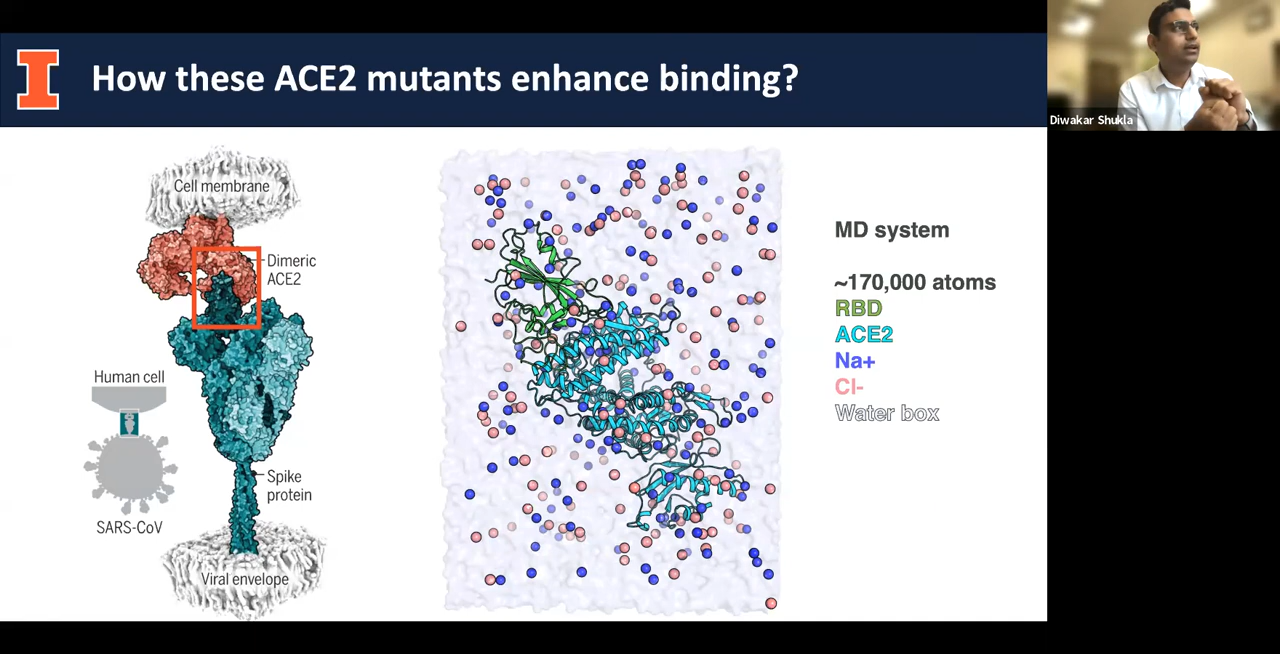 How these ACE2 mutants enhance binding?
Diwakar Shukla
Cell membrane
Dimeric
ACE2
Human cell
Spike
protein
SARS-CoV
Viral envelope
MD system
~170,000 atoms
RBD
ACE2
Na+
Cl-
Water box